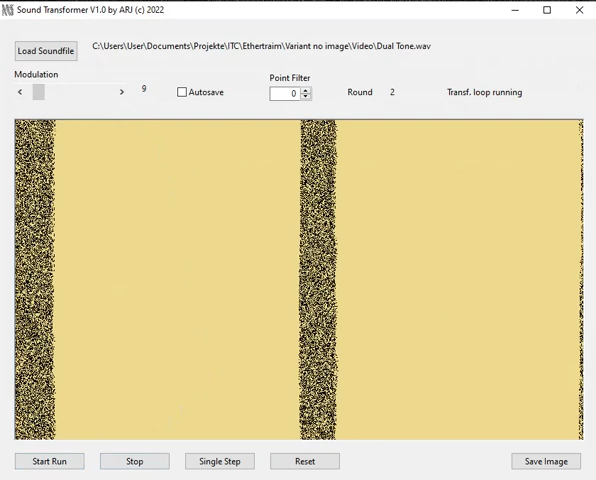 Sound Transformer V1.0 by ARJ (c) 2022
Load Soundfile
C:\Users\User\Documents\Projekte\ITC\Ethertraim\Variant no image\Video\Dual Tone.wav
Modulation
9
Autosave
Point Filter
0
Round 2
Transf. loop running
Start Run
Stop
Single Step
Reset
Save Image